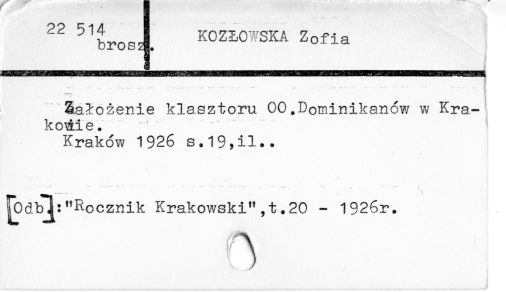 22 514
brosz.
KOZŁOWSKA Zofia
Założenie klasztoru OO.Dominikanów w Kra-
kowie.
Kraków 1926 s.19,il..
[Odb.]:"Rocznik Krakowski",t.20 - 1926r.